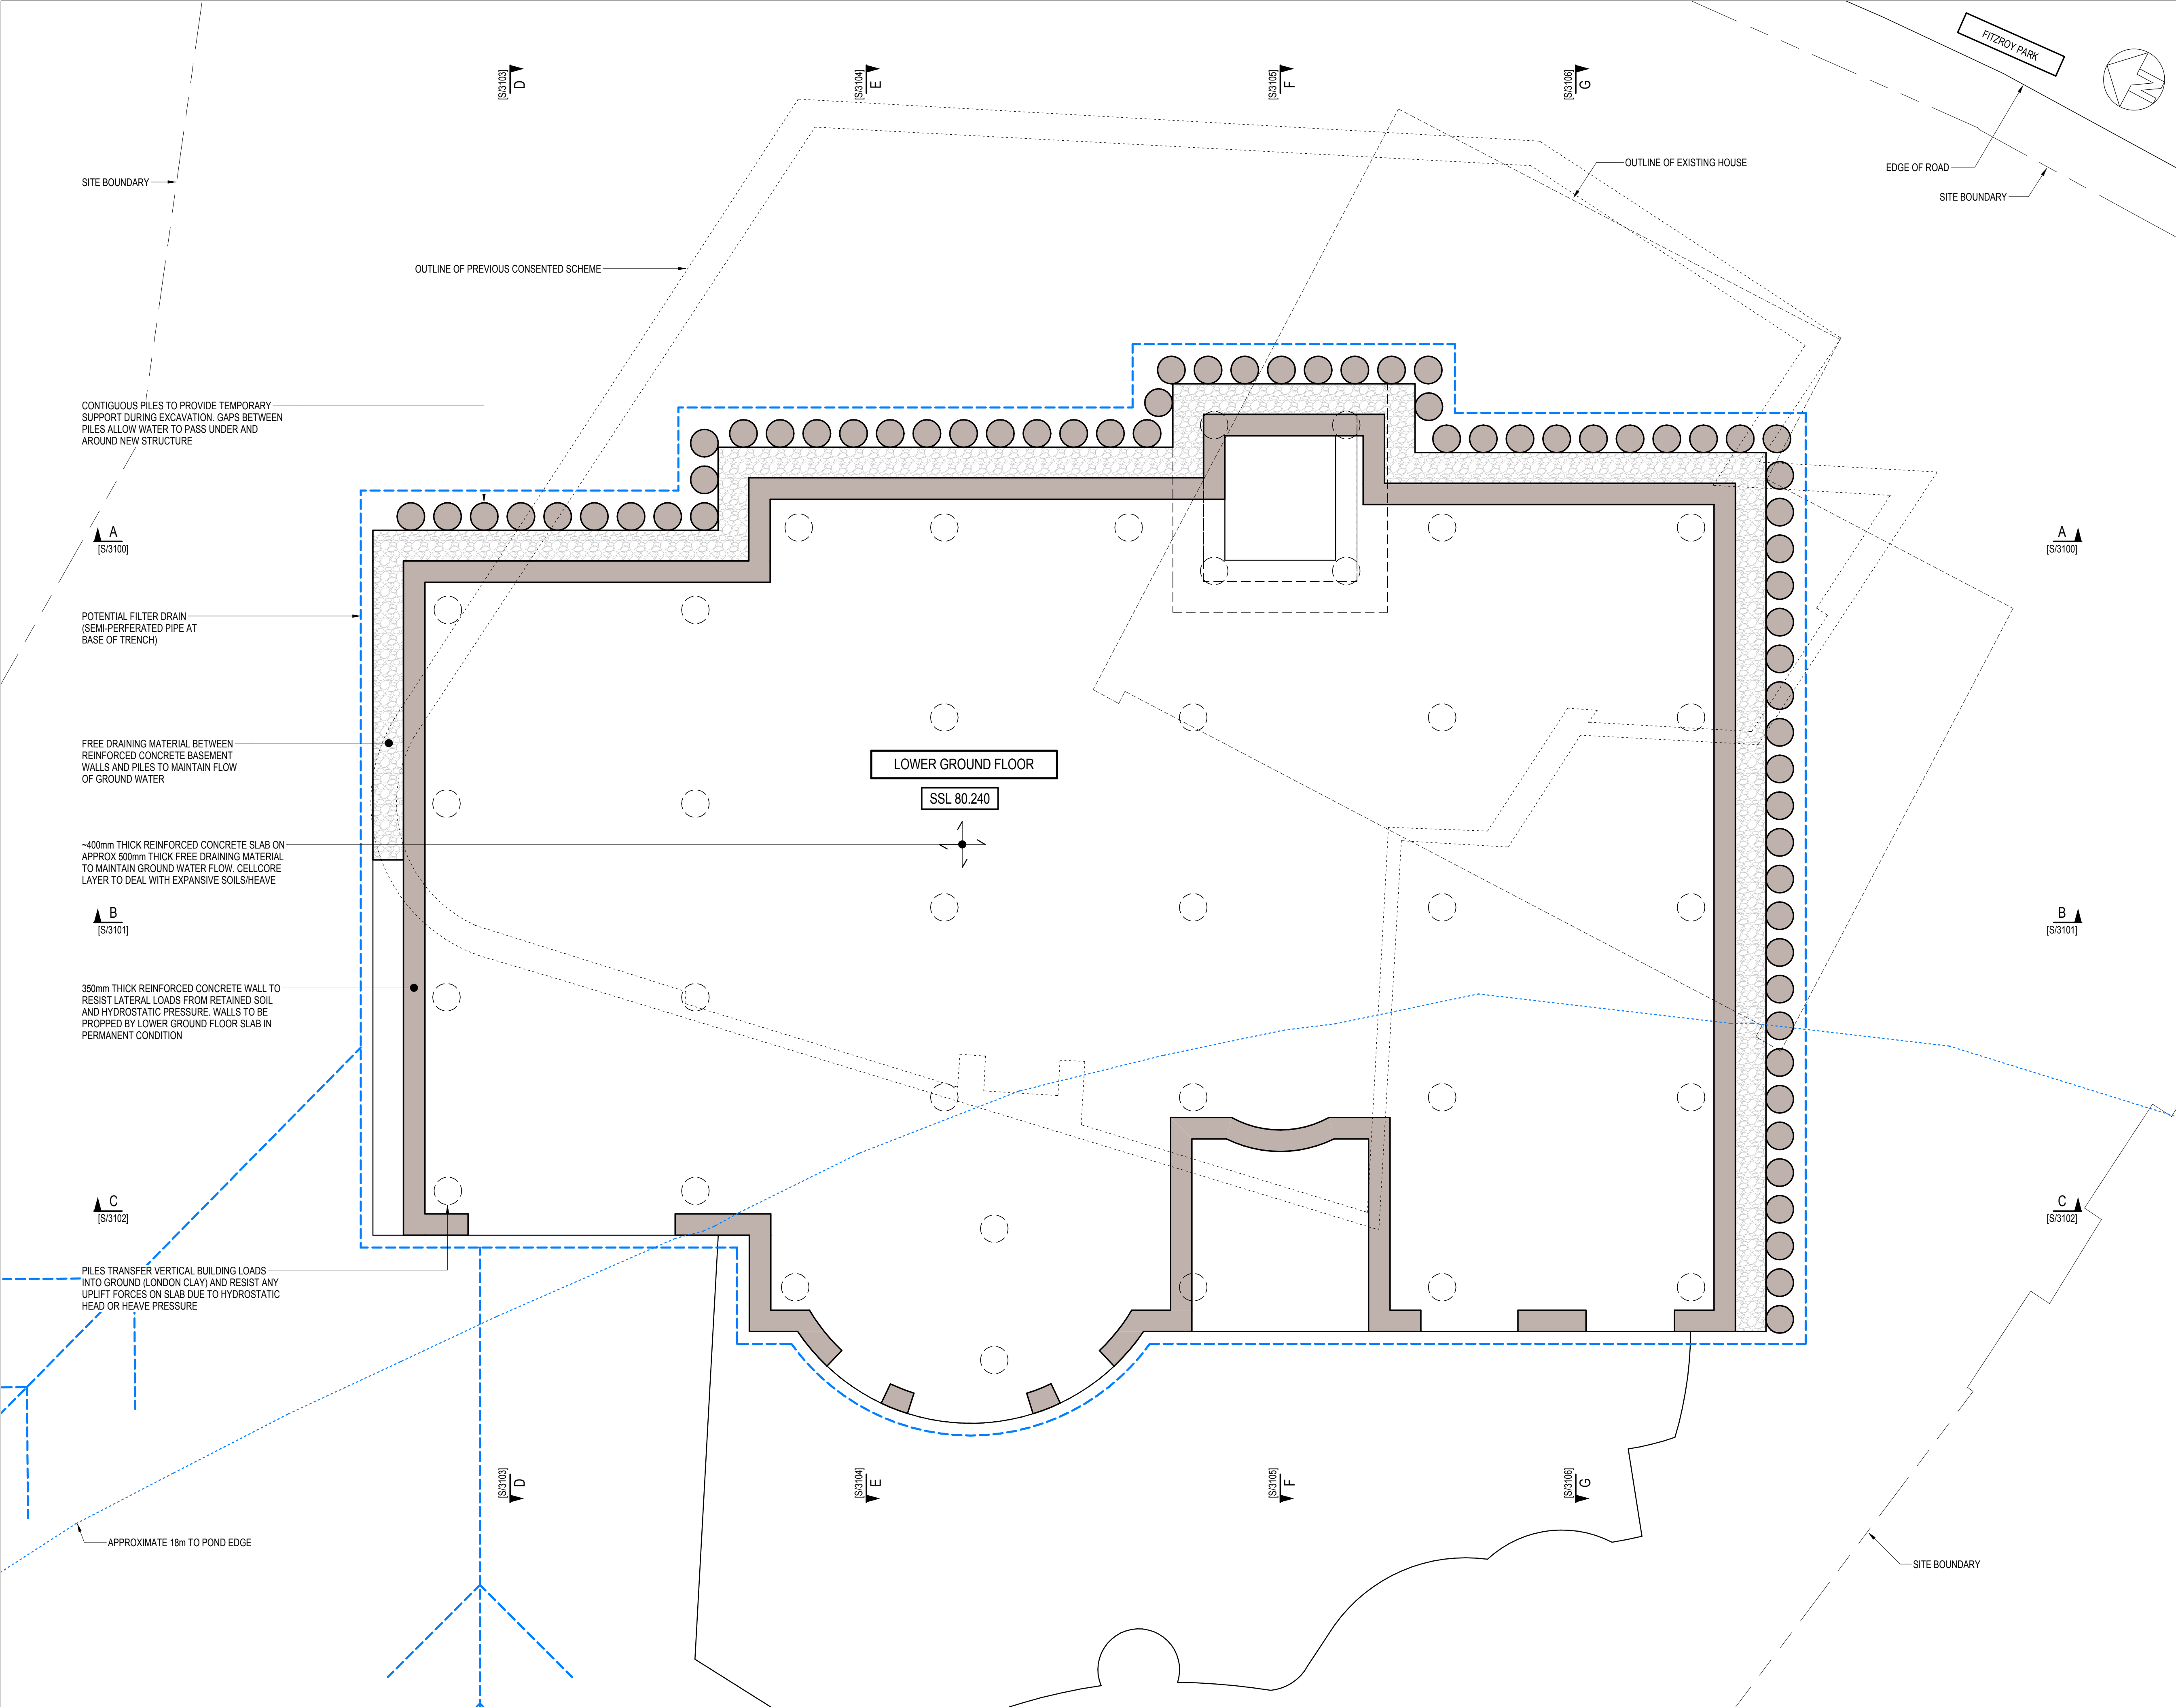 FITZROY PARK
N
[S/3103]
D
[S/3104]
E
[S/3105]
F
[S/3106]
G
SITE BOUNDARY
OUTLINE OF EXISTING HOUSE
EDGE OF ROAD
SITE BOUNDARY
OUTLINE OF PREVIOUS CONSENTED SCHEME
CONTIGUOUS PILES TO PROVIDE TEMPORARY
SUPPORT DURING EXCAVATION. GAPS BETWEEN
PILES ALLOW WATER TO PASS UNDER AND
AROUND NEW STRUCTURE
A
[S/3100]
A
[S/3100]
POTENTIAL FILTER DRAIN
(SEMI-PERFERATED PIPE AT
BASE OF TRENCH)
FREE DRAINING MATERIAL BETWEEN
REINFORCED CONCRETE BASEMENT
WALLS AND PILES TO MAINTAIN FLOW
OF GROUND WATER
LOWER GROUND FLOOR
SSL 80.240
~400mm THICK REINFORCED CONCRETE SLAB ON
APPROX 500mm THICK FREE DRAINING MATERIAL
TO MAINTAIN GROUND WATER FLOW. CELLCORE
LAYER TO DEAL WITH EXPANSIVE SOILS/HEAVE
B
[S/3101]
B
[S/3101]
350mm THICK REINFORCED CONCRETE WALL TO
RESIST LATERAL LOADS FROM RETAINED SOIL
AND HYDROSTATIC PRESSURE. WALLS TO BE
PROPPED BY LOWER GROUND FLOOR SLAB IN
PERMANENT CONDITION
C
[S/3102]
C
[S/3102]
PILES TRANSFER VERTICAL BUILDING LOADS
INTO GROUND (LONDON CLAY) AND RESIST ANY
UPLIFT FORCES ON SLAB DUE TO HYDROSTATIC
HEAD OR HEAVE PRESSURE
[S/3103]
D
[S/3104]
E
[S/3105]
F
[S/3106]
G
APPROXIMATE 18m TO POND EDGE
SITE BOUNDARY